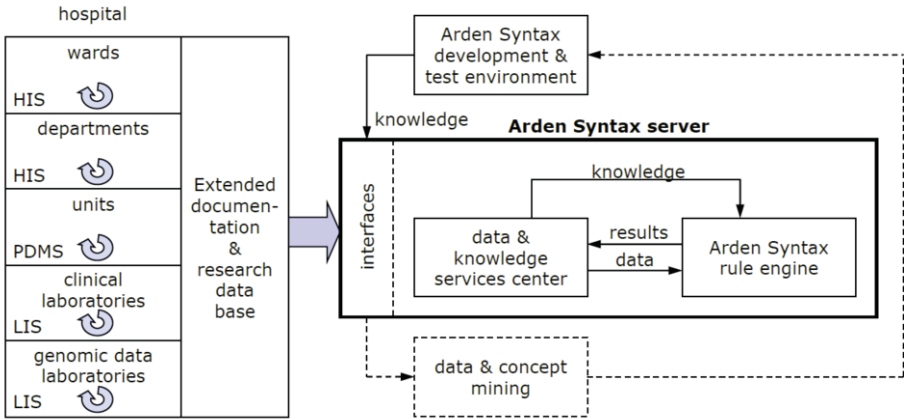 hospital
wards
HIS
departments
HIS
units
PDMS
clinical
laboratories
LIS
genomic data
laboratories
LIS
Extended
documen-
tation
&
research
data
base
Arden Syntax
development &
test environment
knowledge
Arden Syntax server
interfaces
knowledge
data &
knowledge
services center
results
data
Arden Syntax
rule engine
data & concept
mining